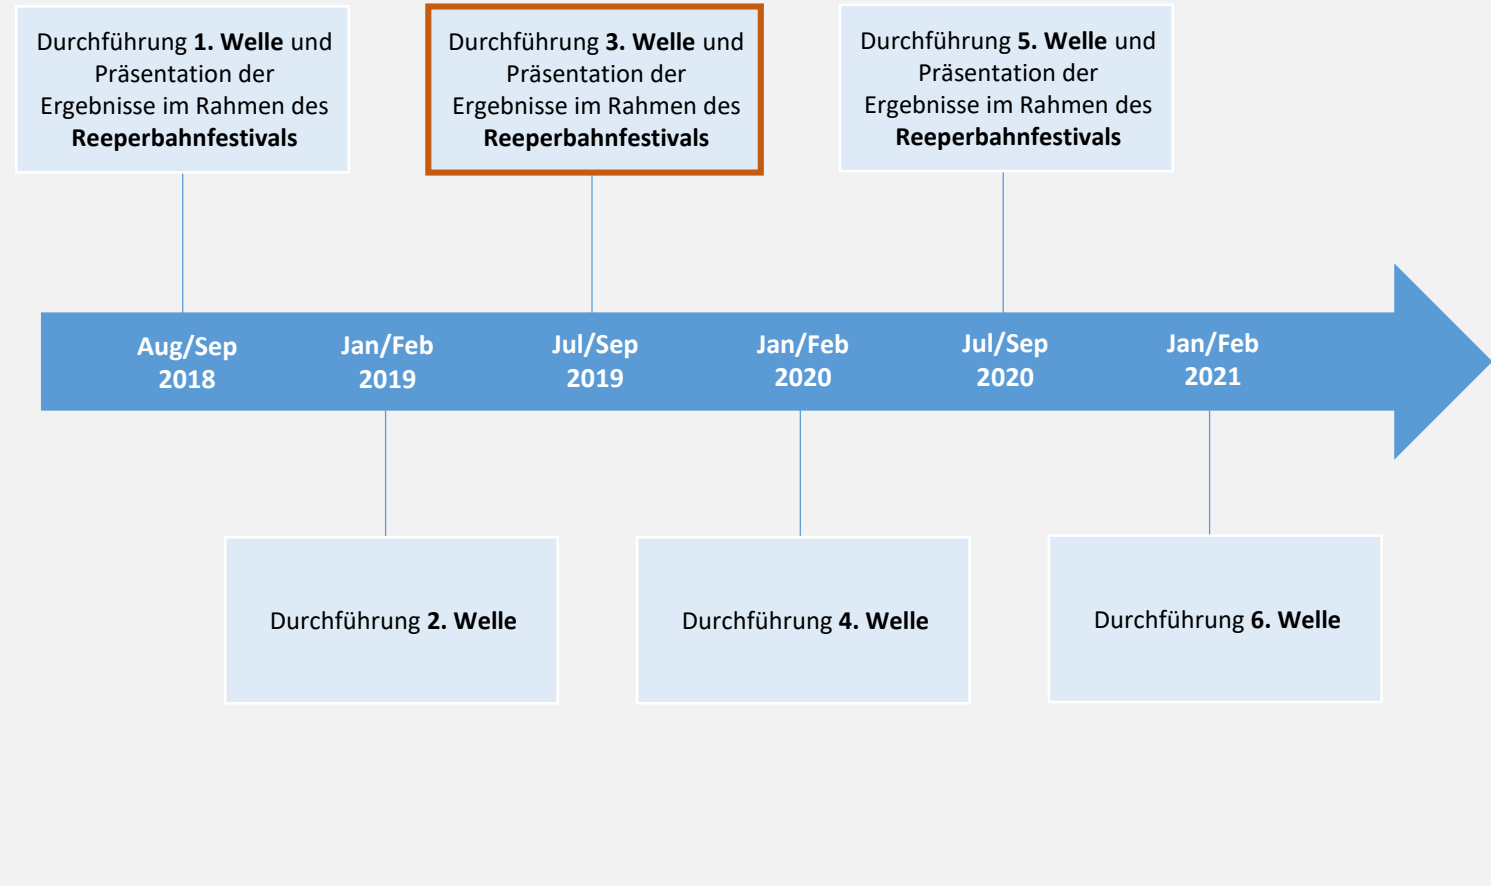 Durchführung 1. Welle und
Präsentation der
Ergebnisse im Rahmen des
Reeperbahnfestivals
Durchführung 3. Welle und
Präsentation der
Ergebnisse im Rahmen des
Reeperbahnfestivals
Durchführung 5. Welle und
Präsentation der
Ergebnisse im Rahmen des
Reeperbahnfestivals
Aug/Sep
2018
Jan/Feb
2019
Jul/Sep
2019
Jan/Feb
2020
Jul/Sep
2020
Jan/Feb
2021
Durchführung 2. Welle
Durchführung 4. Welle
Durchführung 6. Welle